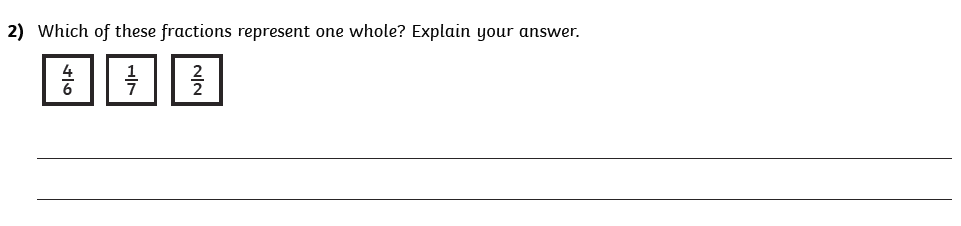 2) Which of these fractions represent one whole? Explain your answer.
4/6 1/7 2/2